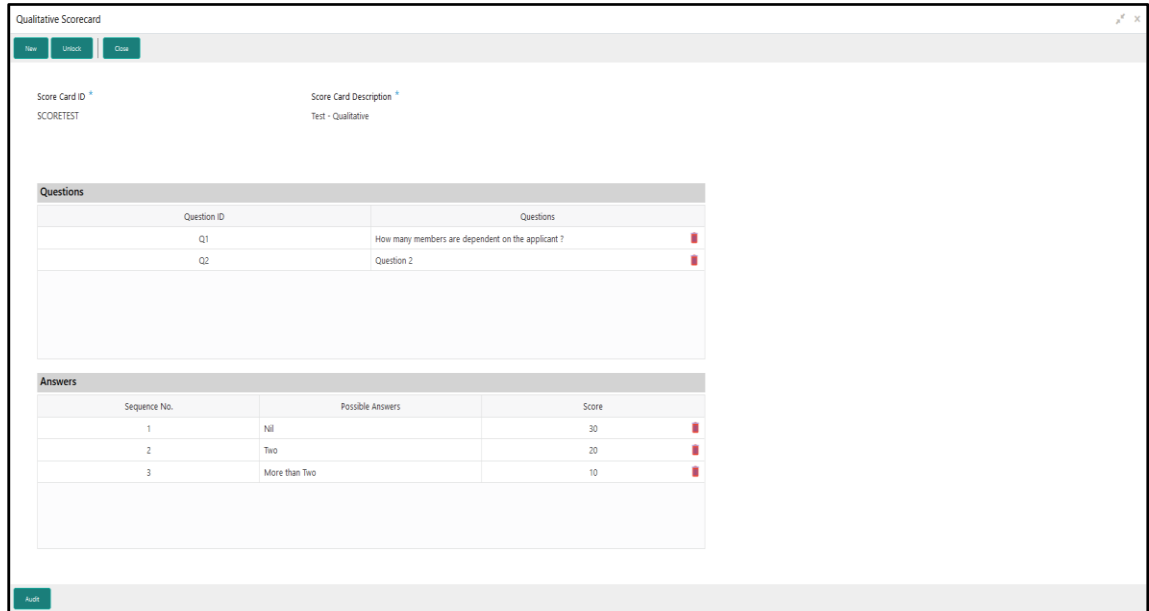 Qualitative Scorecard
New Unlock Close
Score Card ID * Score Card Description *
SCORETEST Test - Qualitative
Questions
Question ID Questions
Q1 How many members are dependent on the applicant ?
Q2 Question 2
Answers
Sequence No. Possible Answers Score
1 Nil 30
2 Two 20
3 More than Two 10
Audit